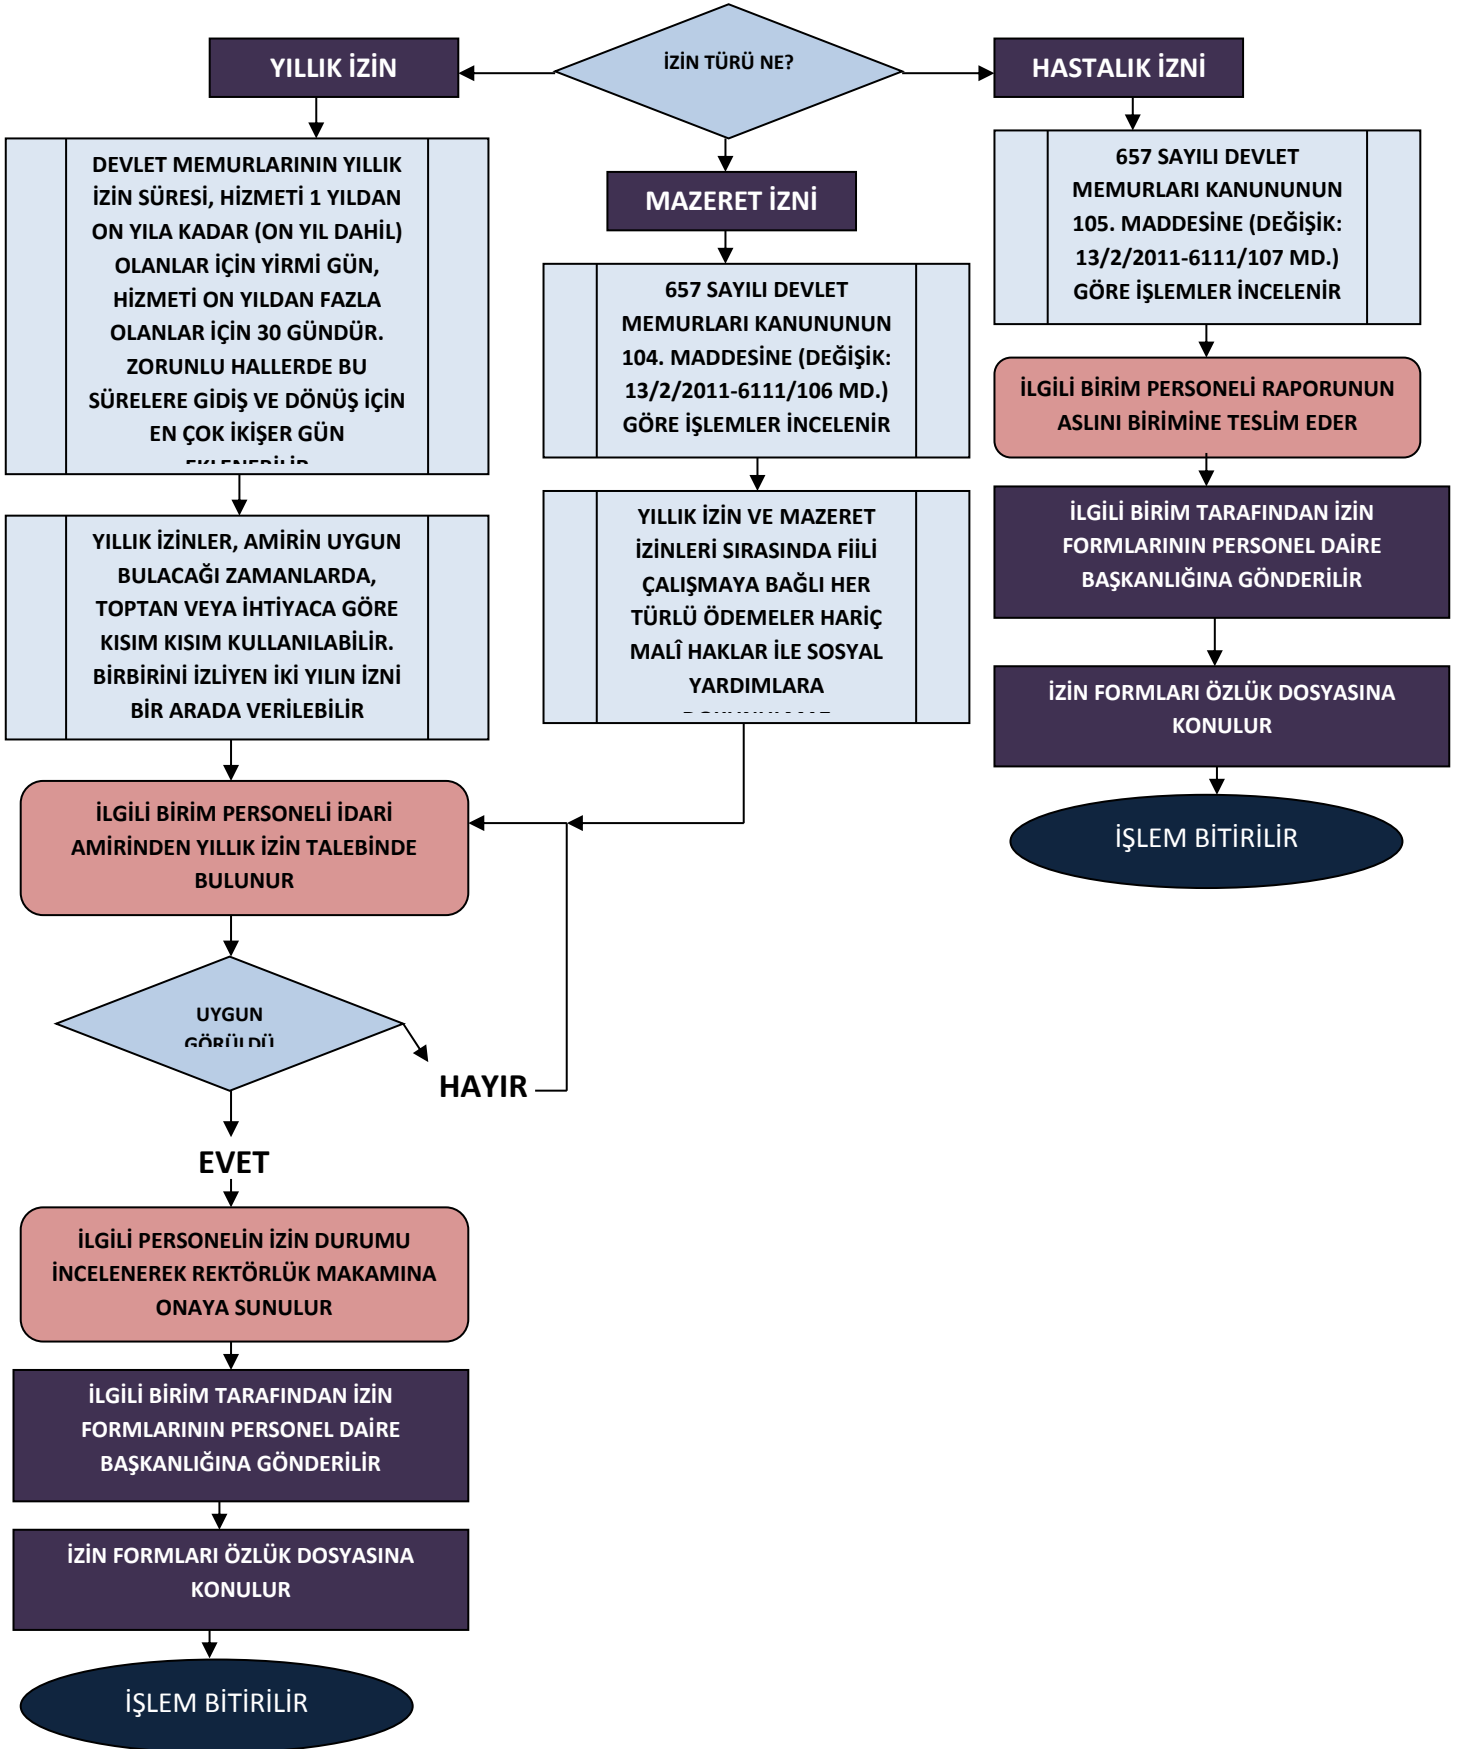 İZİN TÜRÜ NE?
YILLIK İZİN
DEVLET MEMURLARININ YILLIK
İZİN SÜRESİ, HİZMETİ 1 YILDAN
ON YILA KADAR (ON YIL DAHİL)
OLANLAR İÇİN YİRMİ GÜN,
HİZMETİ ON YILDAN FAZLA
OLANLAR İÇİN 30 GÜNDÜR.
ZORUNLU HALLERDE BU
SÜRELERE GİDİŞ VE DÖNÜŞ İÇİN
EN ÇOK İKİŞER GÜN
YILLIK İZİNLER, AMİRİN UYGUN
BULACAĞI ZAMANLARDA,
TOPTAN VEYA İHTİYACA GÖRE
KISIM KISIM KULLANILABİLİR.
BİRBİRİNİ İZLİYEN İKİ YILIN İZNİ
BİR ARADA VERİLEBİLİR
MAZERET İZNİ
657 SAYILI DEVLET
MEMURLARI KANUNUNUN
104. MADDESİNE (DEĞİŞİK:
13/2/2011-6111/106 MD.)
GÖRE İŞLEMLER İNCELENİR
YILLIK İZİN VE MAZERET
İZİNLERİ SIRASINDA FİİLİ
ÇALIŞMAYA BAĞLI HER
TÜRLÜ ÖDEMELER HARİÇ
MALÎ HAKLAR İLE SOSYAL
YARDIMLARA
HASTALIK İZNİ
657 SAYILI DEVLET
MEMURLARI KANUNUNUN
105. MADDESİNE (DEĞİŞİK:
13/2/2011-6111/107 MD.)
GÖRE İŞLEMLER İNCELENİR
İLGİLİ BİRİM PERSONELİ RAPORUNUN
ASLINI BİRİMİNE TESLİM EDER
İLGİLİ BİRİM TARAFINDAN İZİN
FORMLARININ PERSONEL DAİRE
BAŞKANLIĞINA GÖNDERİLİR
İZİN FORMLARI ÖZLÜK DOSYASINA
KONULUR
İŞLEM BİTİRİLİR
İLGİLİ BİRİM PERSONELİ İDARİ
AMİRİNDEN YILLIK İZİN TALEBİNDE
BULUNUR
UYGUN
GÖRÜLDÜ
HAYIR
EVET
İLGİLİ PERSONELİN İZİN DURUMU
İNCELENEREK REKTÖRLÜK MAKAMINA
ONAYA SUNULUR
İLGİLİ BİRİM TARAFINDAN İZİN
FORMLARININ PERSONEL DAİRE
BAŞKANLIĞINA GÖNDERİLİR
İZİN FORMLARI ÖZLÜK DOSYASINA
KONULUR
İŞLEM BİTİRİLİR